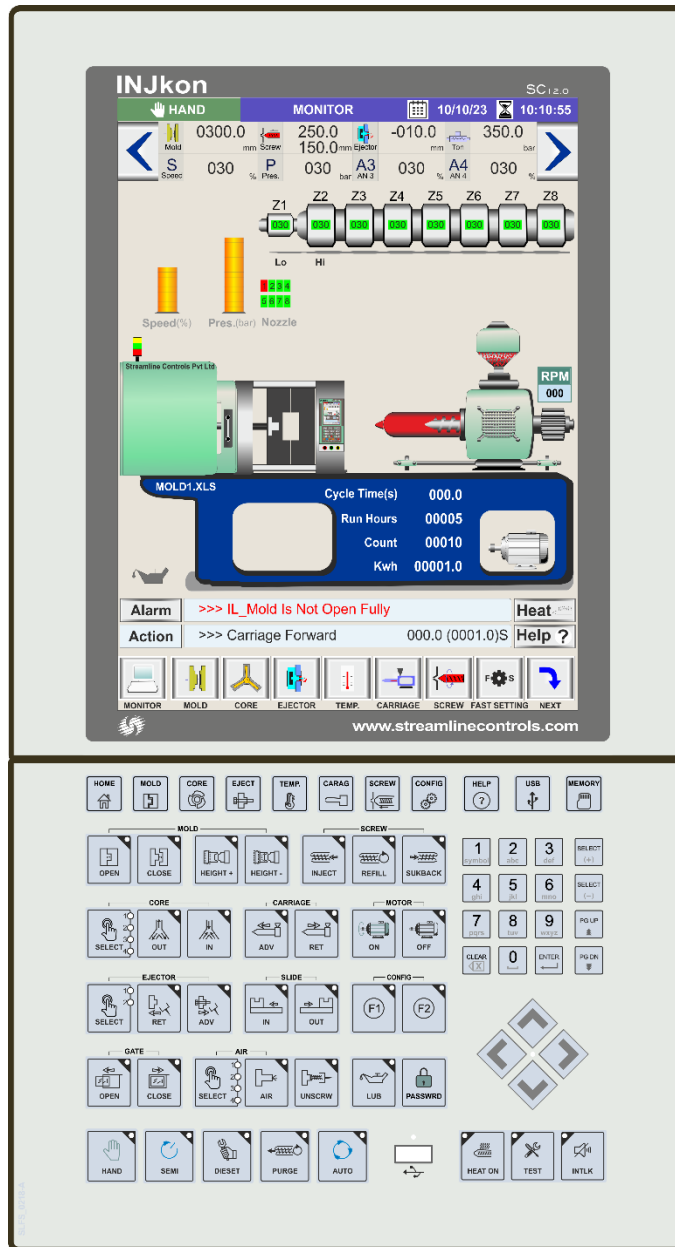 INJkon
SC12.0
HAND MONITOR 10/10/23 10:10:55
0300.0 250.0 -010.0 350.0
Mold mm Screw 150.0 mm Ejector mm Ton bar
S 030 P 030 A3 030 A4 030
Speed % Pres. bar AN 3 % AN 4 %
Z1 Z2 Z3 Z4 Z5 Z6 Z7 Z8
030 030 030 030 030 030 030 030
Lo Hi
1 2 3 4
5 6 7 8
Speed(%) Pres.(bar) Nozzle
Streamline Controls Pvt Ltd
RPM
000
MOLD1.XLS
Cycle Time(s) 000.0
Run Hours 00005
Count 00010
Kwh 00001.0
Alarm >>> IL_Mold Is Not Open Fully Heat
Action >>> Carriage Forward 000.0 (0001.0)S Help ?
F S
MONITOR MOLD CORE EJECTOR TEMP. CARRIAGE SCREW FAST SETTING NEXT
www.streamlinecontrols.com
HOME MOLD CORE EJECT TEMP. CARAG SCREW CONFIG HELP USB MEMORY
?
MOLD SCREW
OPEN CLOSE HEIGHT + HEIGHT - INJECT REFILL SUKBACK
1 2 3 SELECT
symbol abc def (+)
4 5 6 SELECT
ghi jkl mno (-)
7 8 9 PG UP
pqrs tuv wxyz
CLEAR 0 ENTER PG DN
X
CORE CARRIAGE MOTOR
1
2
3
4
SELECT OUT IN ADV RET ON OFF
EJECTOR SLIDE CONFIG
1
2
F1 F2
SELECT RET ADV IN OUT
GATE AIR
1
2
3
4
OPEN CLOSE SELECT AIR UNSCRW LUB PASSWRD
HAND SEMI DIESET PURGE AUTO HEAT ON TEST INTLK